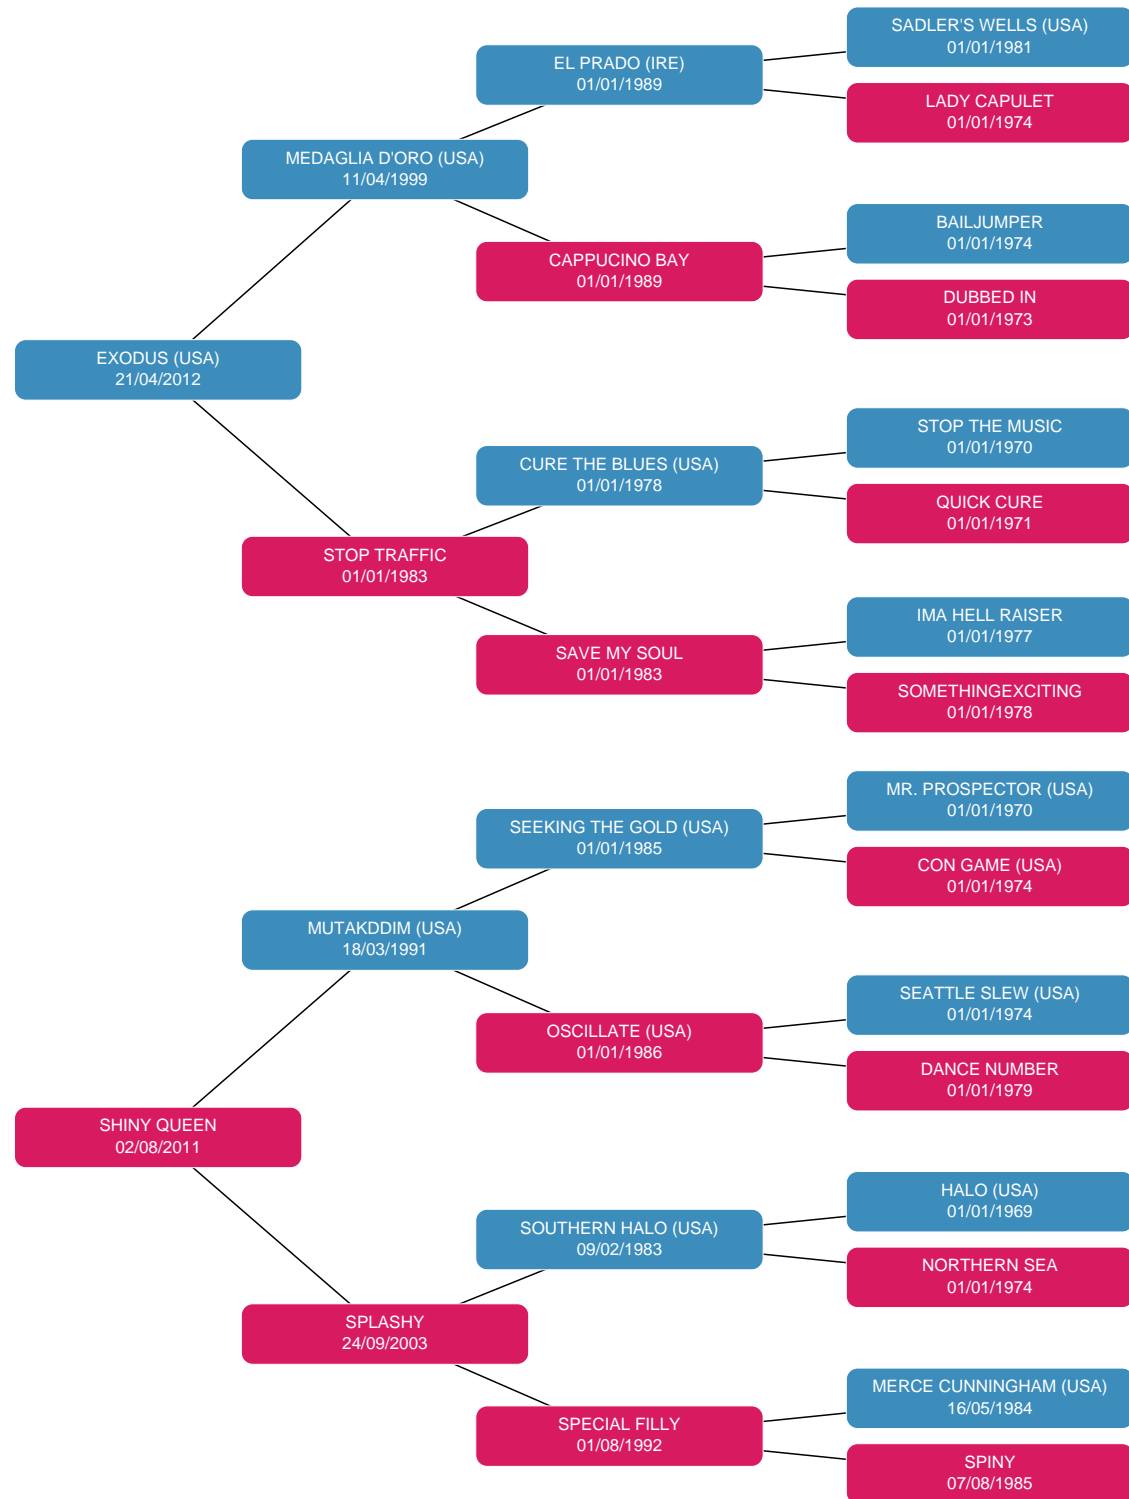 SADLER'S WELLS (USA)
01/01/1981
EL PRADO (IRE)
01/01/1989
LADY CAPULET
01/01/1974
MEDAGLIA D'ORO (USA)
11/04/1999
BAILJUMPER
01/01/1974
CAPPUCINO BAY
01/01/1989
DUBBED IN
01/01/1973
EXODUS (USA)
21/04/2012
STOP THE MUSIC
01/01/1970
CURE THE BLUES (USA)
01/01/1978
QUICK CURE
01/01/1971
STOP TRAFFIC
01/01/1983
IMA HELL RAISER
01/01/1977
SAVE MY SOUL
01/01/1983
SOMETHINGEXCITING
01/01/1978
MR. PROSPECTOR (USA)
01/01/1970
SEEKING THE GOLD (USA)
01/01/1985
CON GAME (USA)
01/01/1974
MUTAKDDIM (USA)
18/03/1991
SEATTLE SLEW (USA)
01/01/1974
OSCILLATE (USA)
01/01/1986
DANCE NUMBER
01/01/1979
SHINY QUEEN
02/08/2011
HALO (USA)
01/01/1969
SOUTHERN HALO (USA)
09/02/1983
NORTHERN SEA
01/01/1974
SPLASHY
24/09/2003
MERCE CUNNINGHAM (USA)
16/05/1984
SPECIAL FILLY
01/08/1992
SPINY
07/08/1985